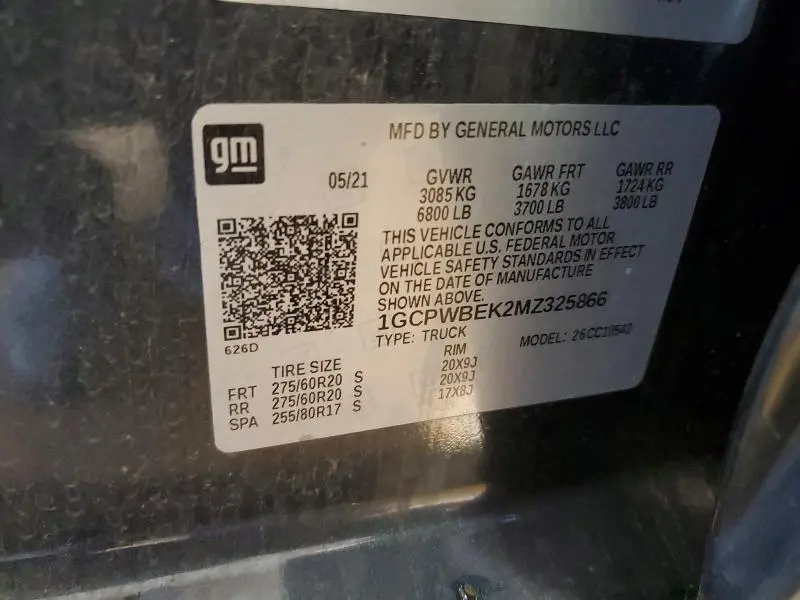 gm
MFD BY GENERAL MOTORS LLC
05/21 GVWR GAWR FRT GAWR RR
3085 KG 1678 KG 1724 KG
6800 LB 3700 LB 3800 LB
THIS VEHICLE CONFORMS TO ALL
APPLICABLE U.S. FEDERAL MOTOR
VEHICLE SAFETY STANDARDS IN EFFECT
ON THE DATE OF MANUFACTURE
SHOWN ABOVE.
1GCPWBEK2MZ325866
TYPE: TRUCK MODEL: 26CC10543
626D
TIRE SIZE RIM
FRT 275/60R20 S 20X9J
RR 275/60R20 S 20X9J
SPA 255/80R17 S 17X8J